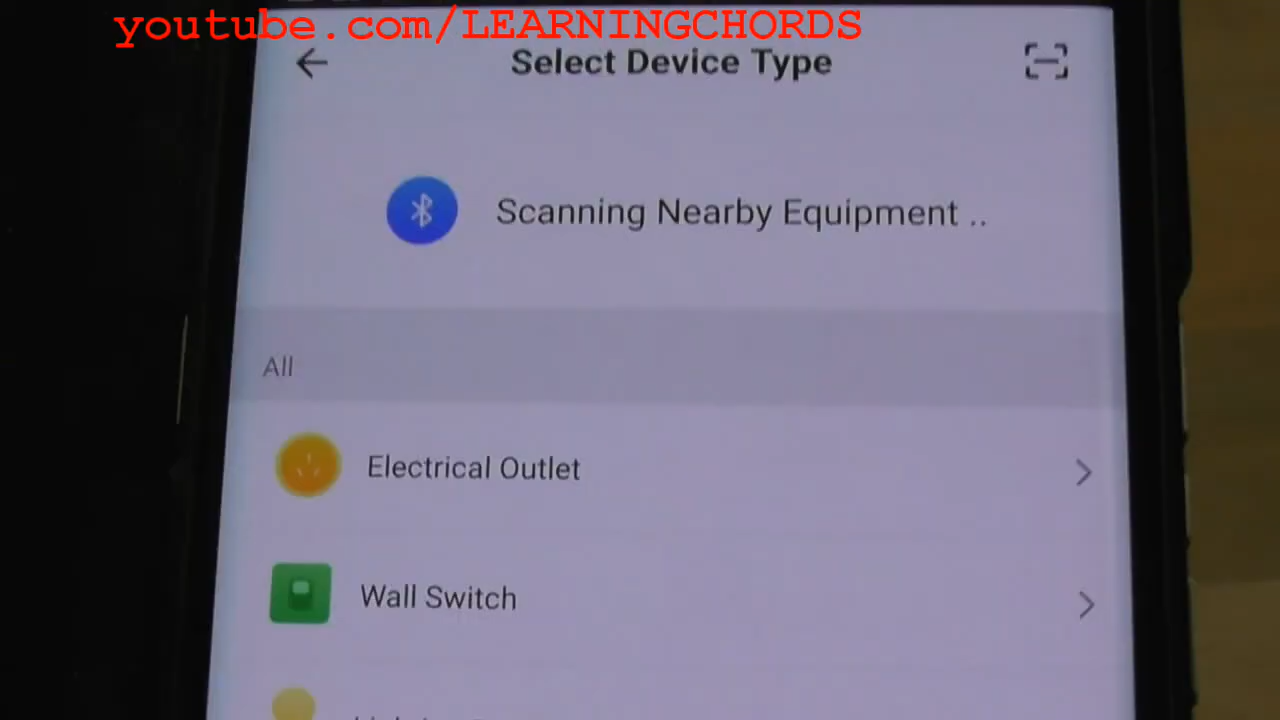 youtube.com/LEARNINGCHORDS
Select Device Type
Scanning Nearby Equipment ..
All
Electrical Outlet
Wall Switch